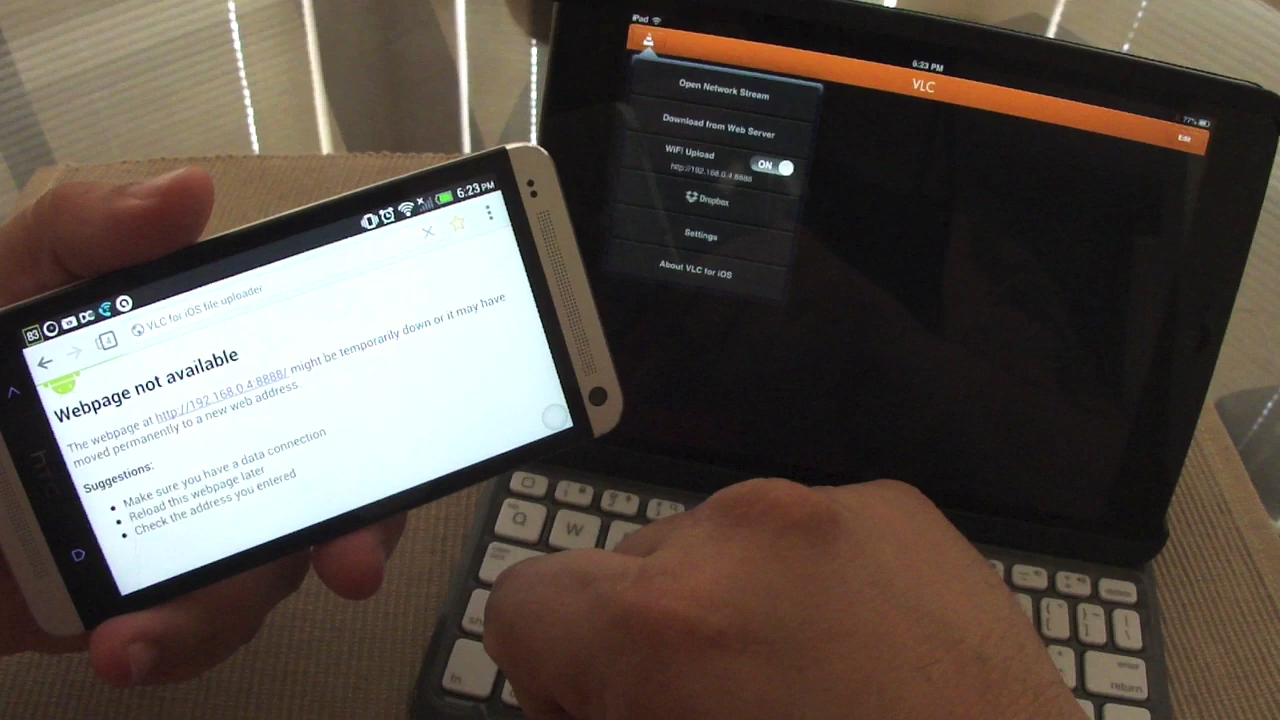 6:23 PM
83
VLC for iOS file uploader
Webpage not available
The webpage at http://192.168.0.4:8888/ might be temporarily down or it may have
moved permanently to a new web address.
Suggestions:
Make sure you have a data connection
Reload this webpage later
Check the address you entered
hTC
iPad
6:23 PM
77%
VLC
Edit
Open Network Stream
Download from Web Server
WiFi Upload
ON
http://192.168.0.4:8888
Dropbox
Settings
About VLC for iOS
Q
W
fn
enter
return